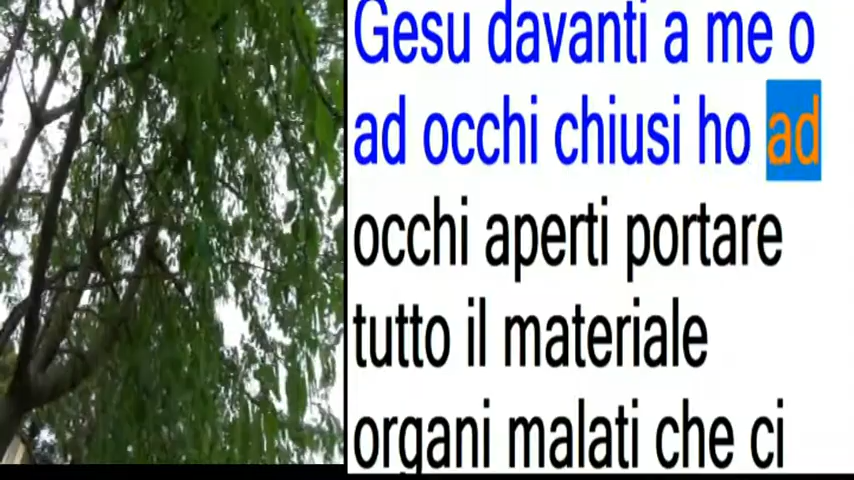 Gesu davanti a me o
ad occhi chiusi ho ad
occhi aperti portare
tutto il materiale
organi malati che ci